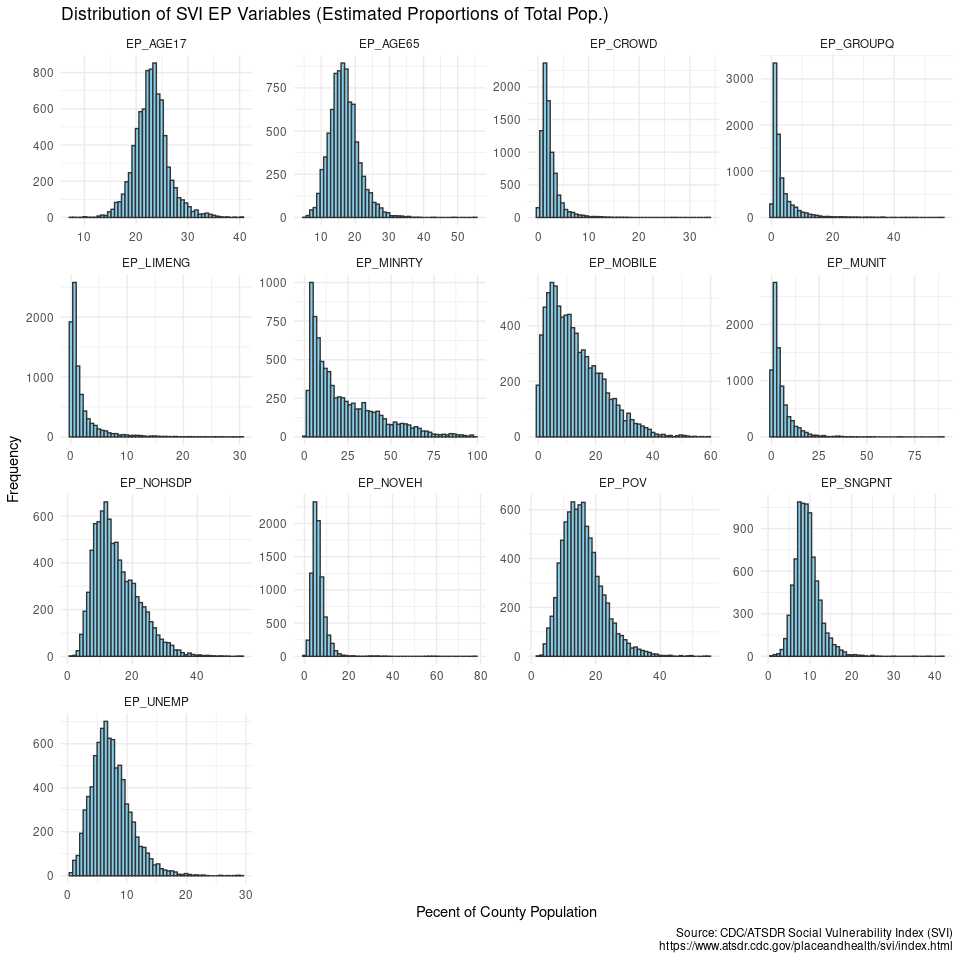 Distribution of SVI EP Variables (Estimated Proportions of Total Pop.)
EP_AGE17 EP_AGE65 EP_CROWD EP_GROUPQ
800 600 400 200 0
10 20 30 40
750 500 250 0
10 20 30 40 50
2000 1500 1000 500 0
0 10 20 30
3000 2000 1000 0
0 20 40
EP_LIMENG EP_MINRTY EP_MOBILE EP_MUNIT
2000 1000 0
0 10 20 30
1000 750 500 250 0
0 25 50 75 100
400 200 0
0 20 40 60
2000 1000 0
0 25 50 75
EP_NOHSDP EP_NOVEH EP_POV EP_SNGPNT
600 400 200 0
0 20 40
2000 1500 1000 500 0
0 20 40 60 80
600 400 200 0
0 20 40
900 600 300 0
0 10 20 30 40
EP_UNEMP
600 400 200 0
0 10 20 30
Frequency
Pecent of County Population
Source: CDC/ATSDR Social Vulnerability Index (SVI)
https://www.atsdr.cdc.gov/placeandhealth/svi/index.html